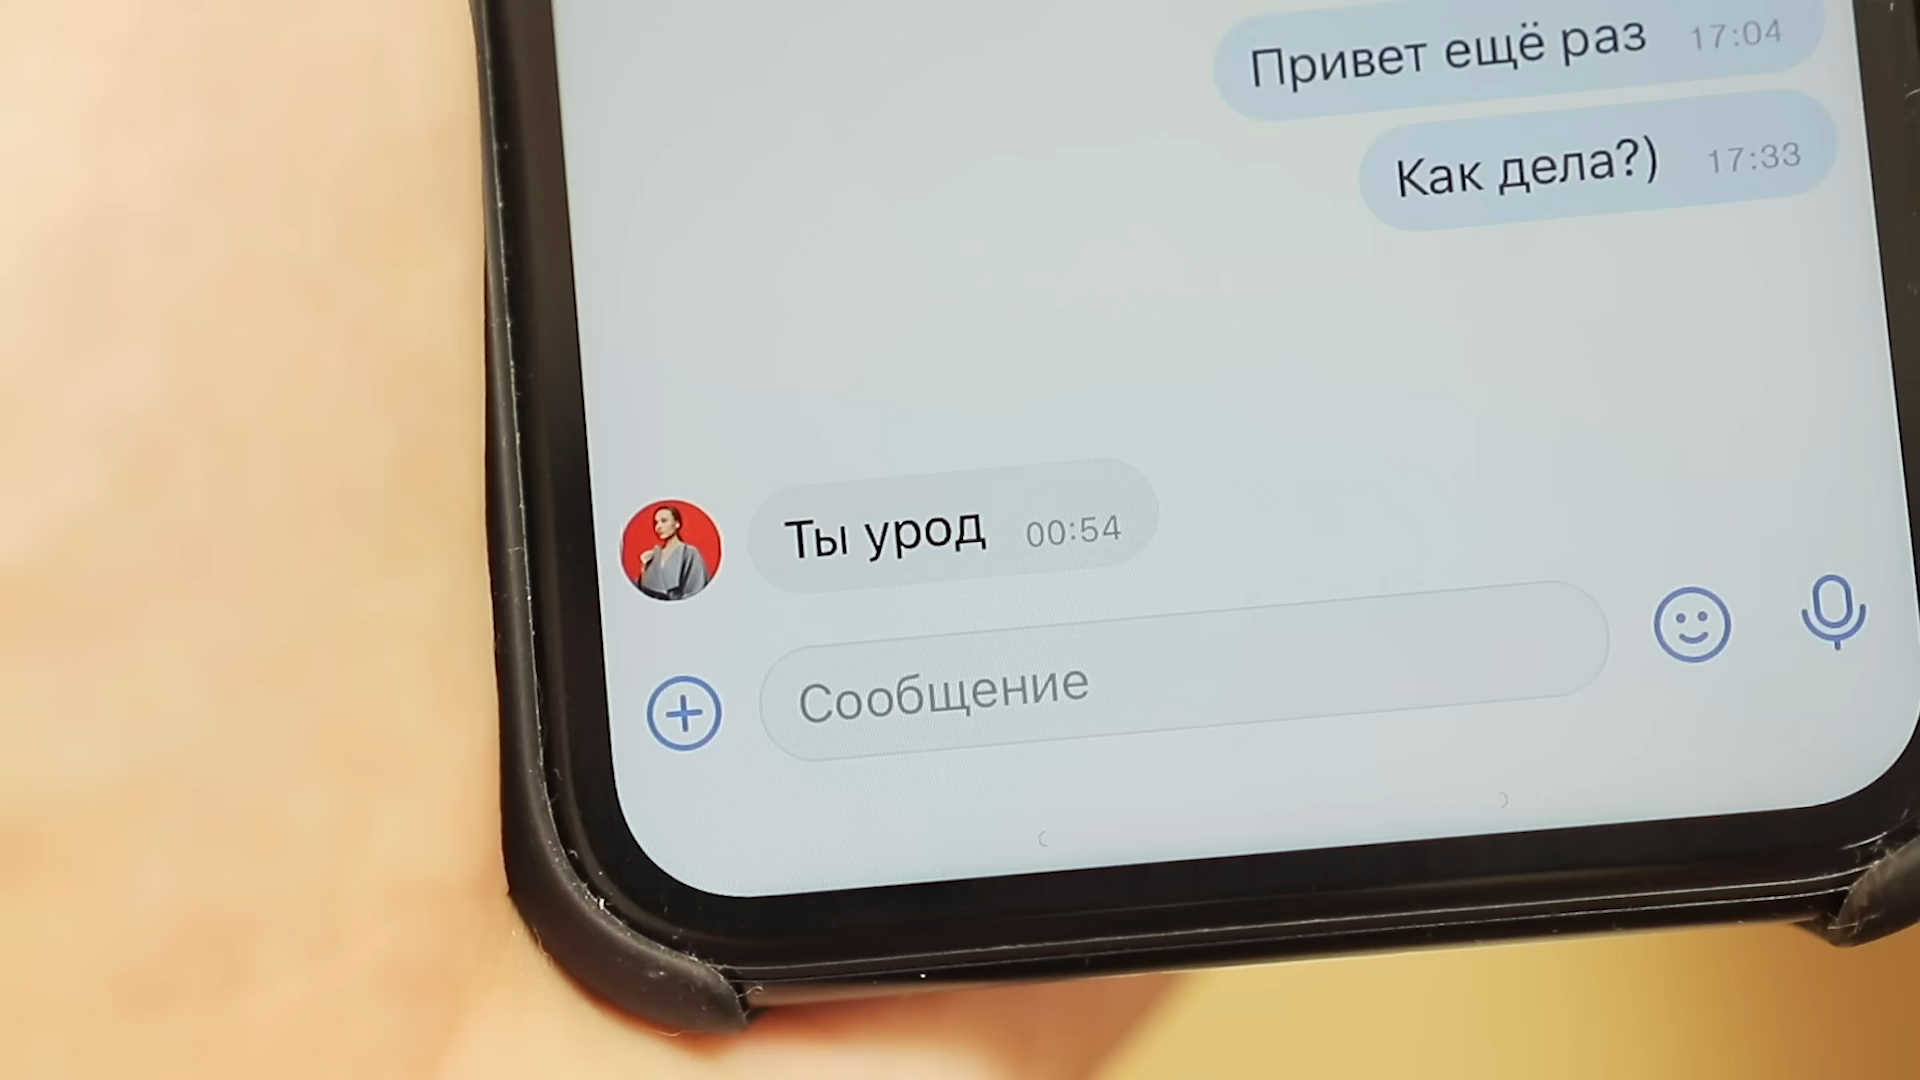 Привет ещё раз 17:04
Как дела?) 17:33
Ты урод 00:54
Сообщение